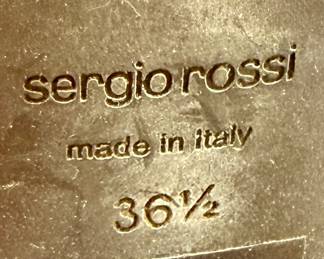 sergio rossi
made in italy
36½